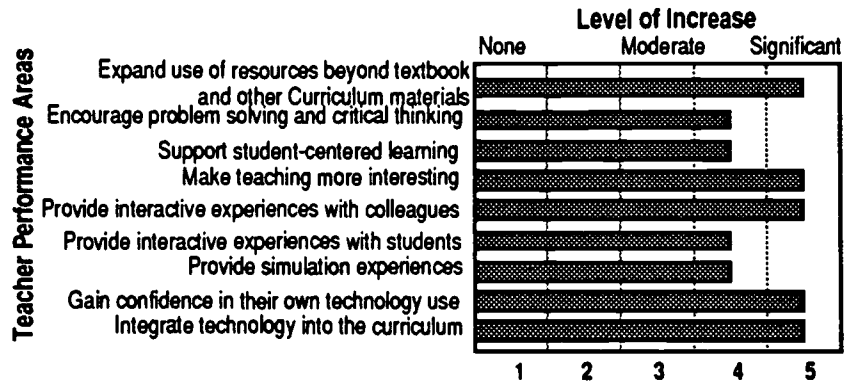 Level of Increase
None Moderate Significant
Teacher Performance Areas
Expand use of resources beyond textbook
and other Curriculum materials
Encourage problem solving and critical thinking
Support student-centered learning
Make teaching more interesting
Provide interactive experiences with colleagues
Provide interactive experiences with students
Provide simulation experiences
Gain confidence in their own technology use
Integrate technology into the curriculum
1 2 3 4 5